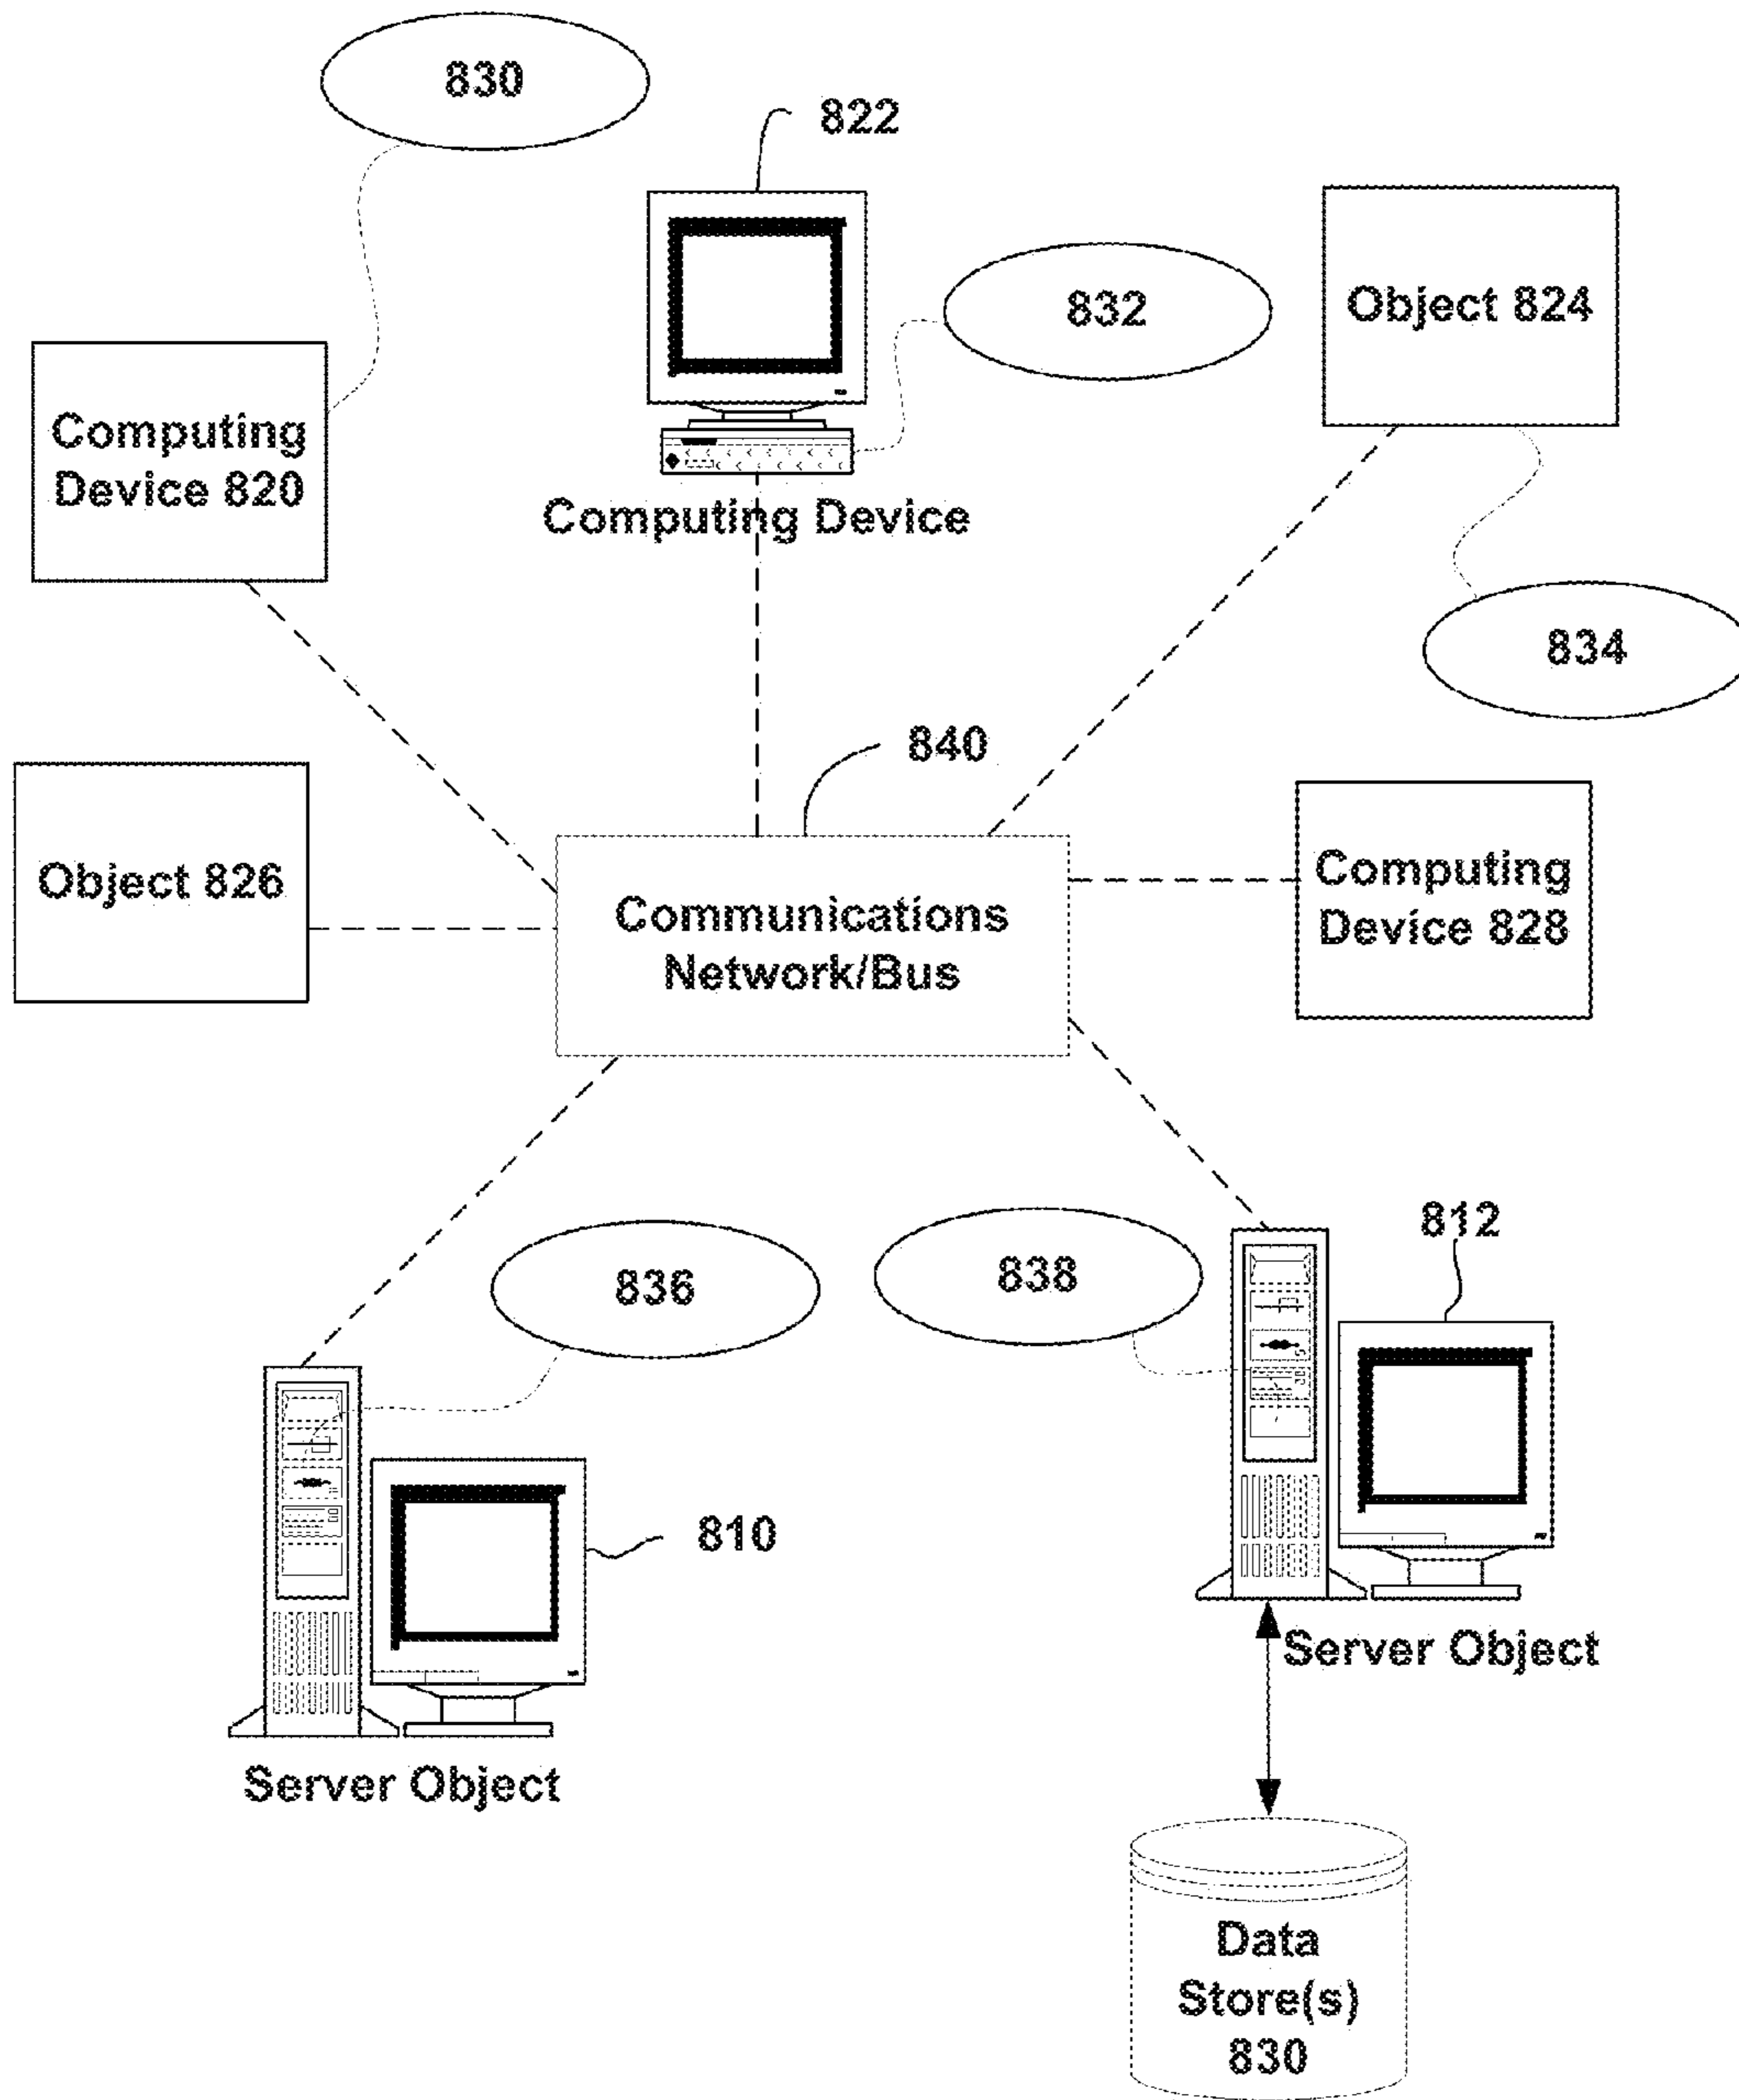 830
822
832
Object 824
Computing
Device 820
Computing Device
834
840
Object 826
Communications
Network/Bus
Computing
Device 828
836
838
812
810
Server Object
Server Object
Data
Store(s)
830